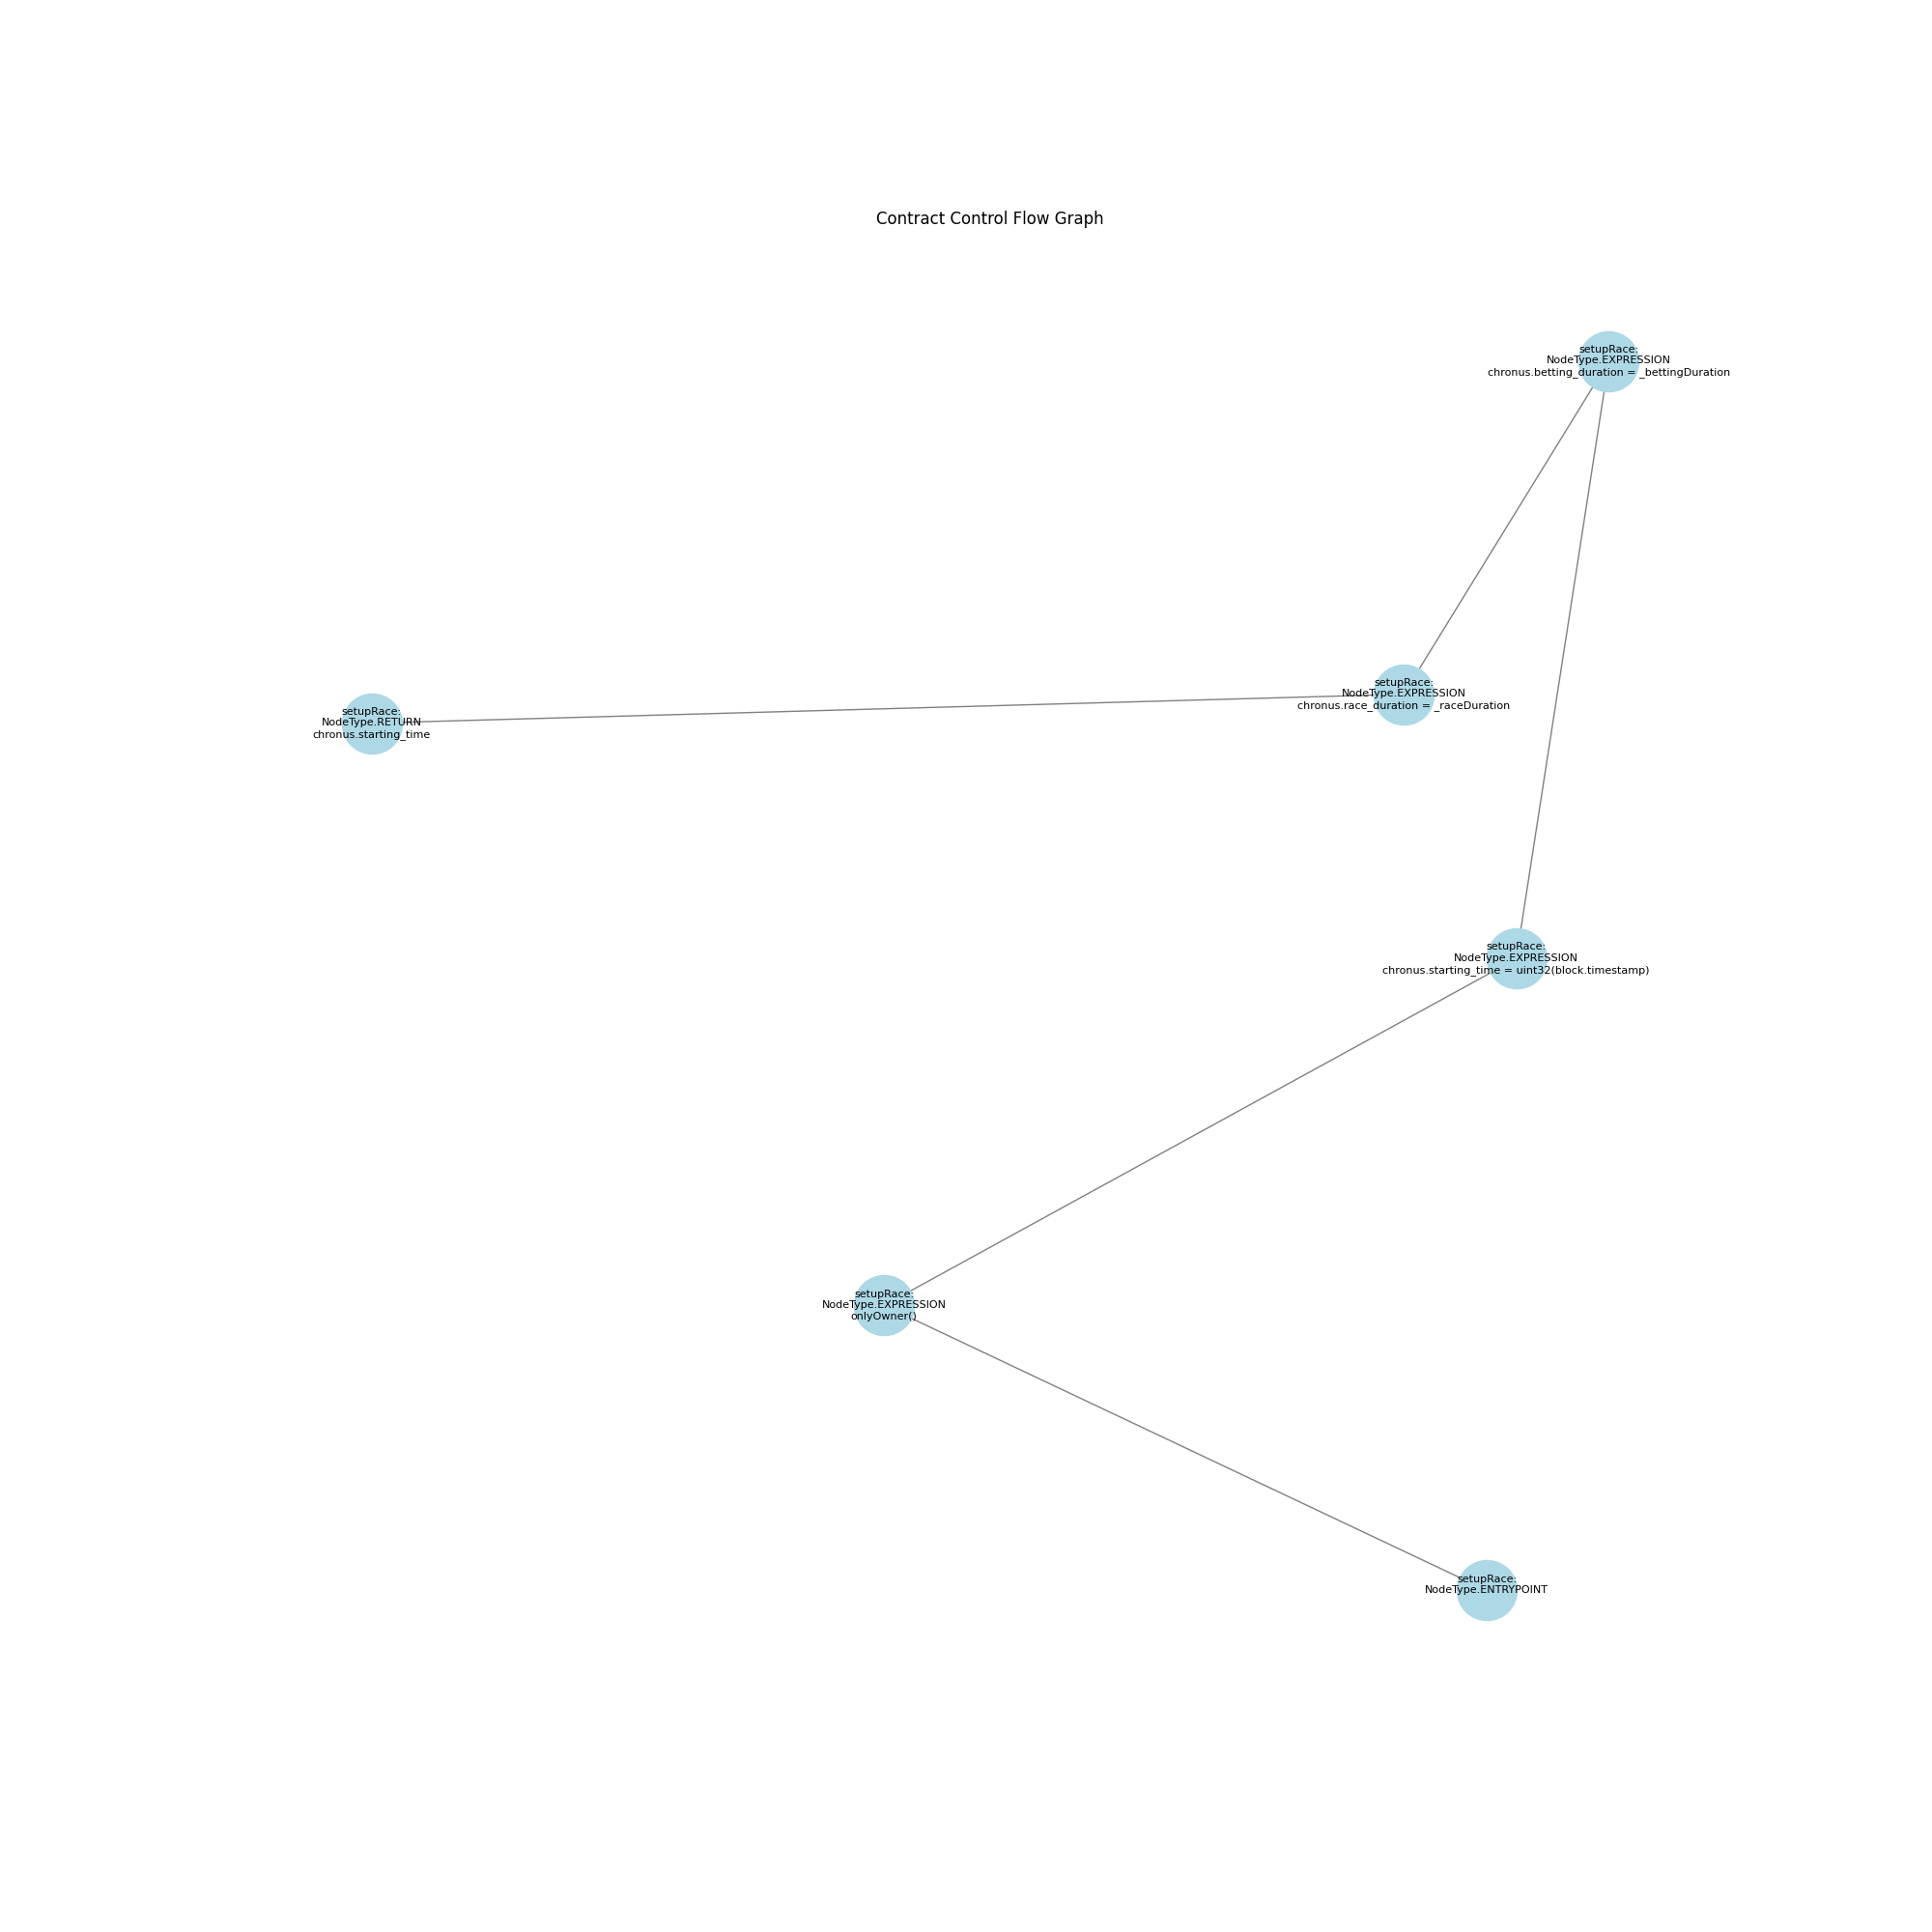 Contract Control Flow Graph
setupRace:
NodeType.EXPRESSION
chronus.betting_duration = _bettingDuration
setupRace:
NodeType.EXPRESSION
chronus.race_duration = _raceDuration
setupRace:
NodeType.RETURN
chronus.starting_time
setupRace:
NodeType.EXPRESSION
chronus.starting_time = uint32(block.timestamp)
setupRace:
NodeType.EXPRESSION
onlyOwner()
setupRace:
NodeType.ENTRYPOINT